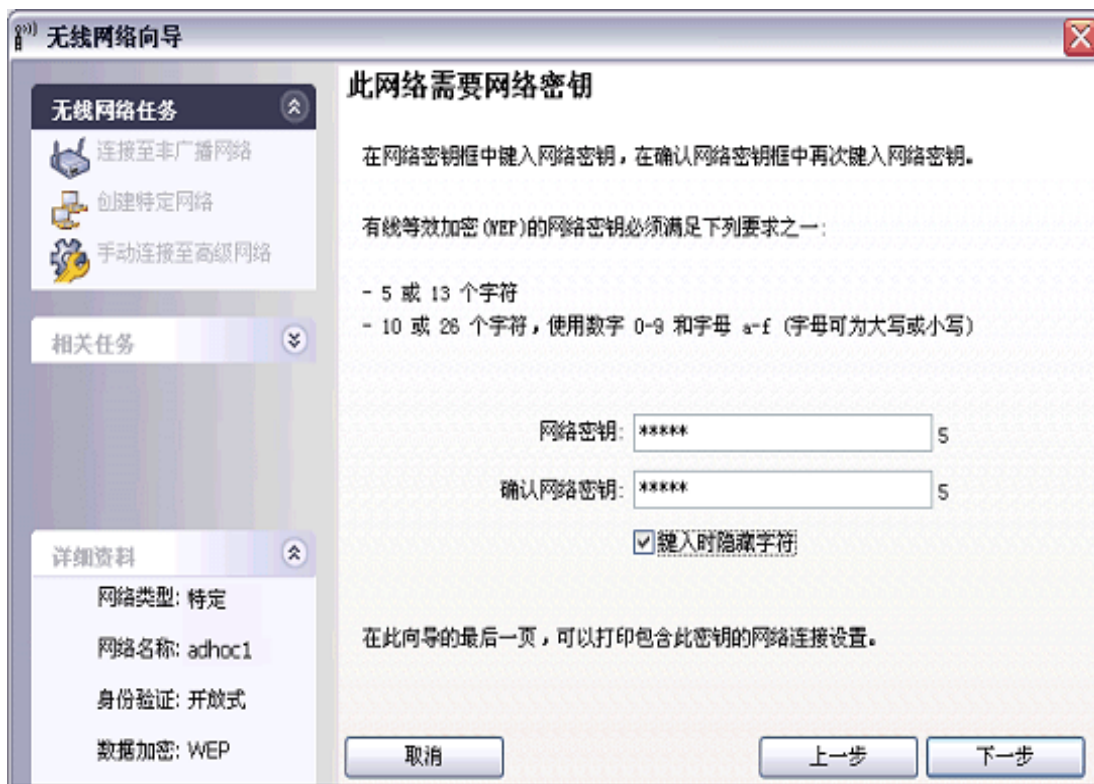 无线网络向导
无线网络任务
连接至非广播网络
创建特定网络
手动连接至高级网络
相关任务
详细资料
网络类型: 特定
网络名称: adhoc1
身份验证: 开放式
数据加密: WEP
此网络需要网络密钥
在网络密钥框中键入网络密钥，在确认网络密钥框中再次键入网络密钥。
有线等效加密(WEP)的网络密钥必须满足下列要求之一:
- 5 或 13 个字符
- 10 或 26 个字符，使用数字 0-9 和字母 a-f (字母可为大写或小写)
网络密钥: ***** 5
确认网络密钥: ***** 5
键入时隐藏字符
在此向导的最后一页，可以打印包含此密钥的网络连接设置。
取消 上一步 下一步